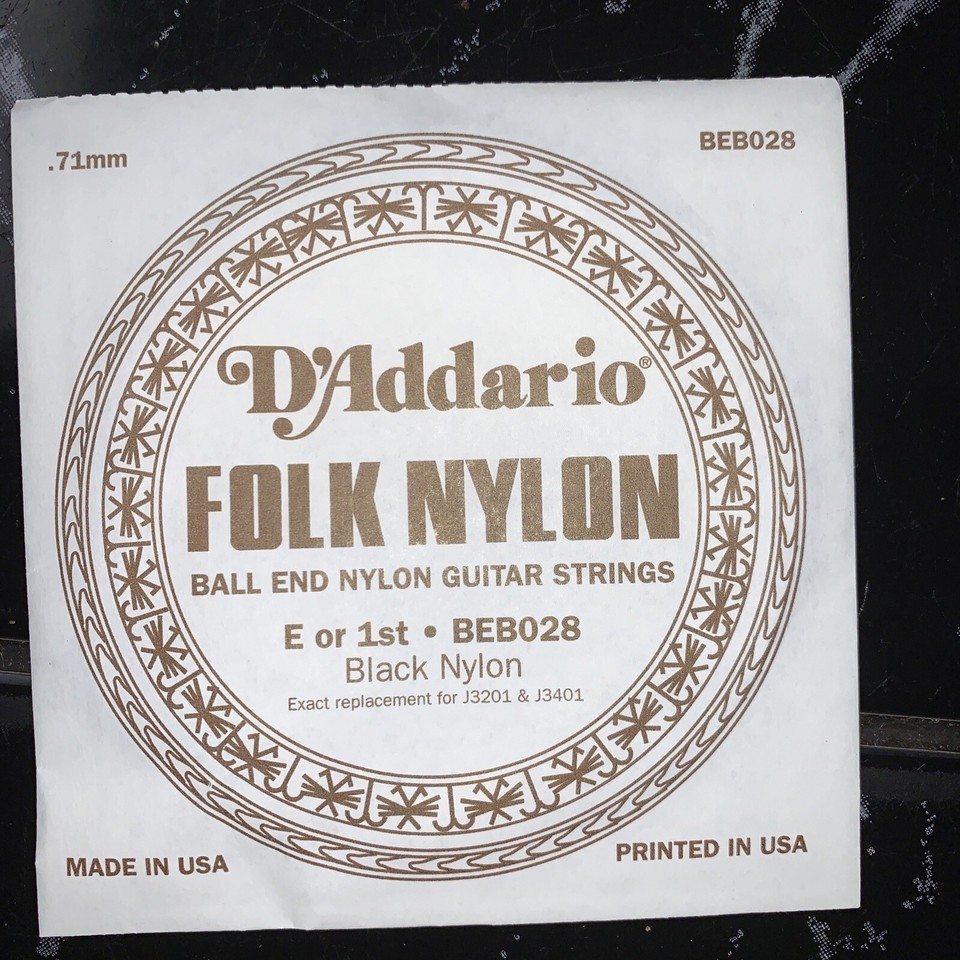 .71mm
BEB028
D'Addario®
FOLK NYLON
BALL END NYLON GUITAR STRINGS
E or 1st • BEB028
Black Nylon
Exact replacement for J3201 & J3401
MADE IN USA
PRINTED IN USA